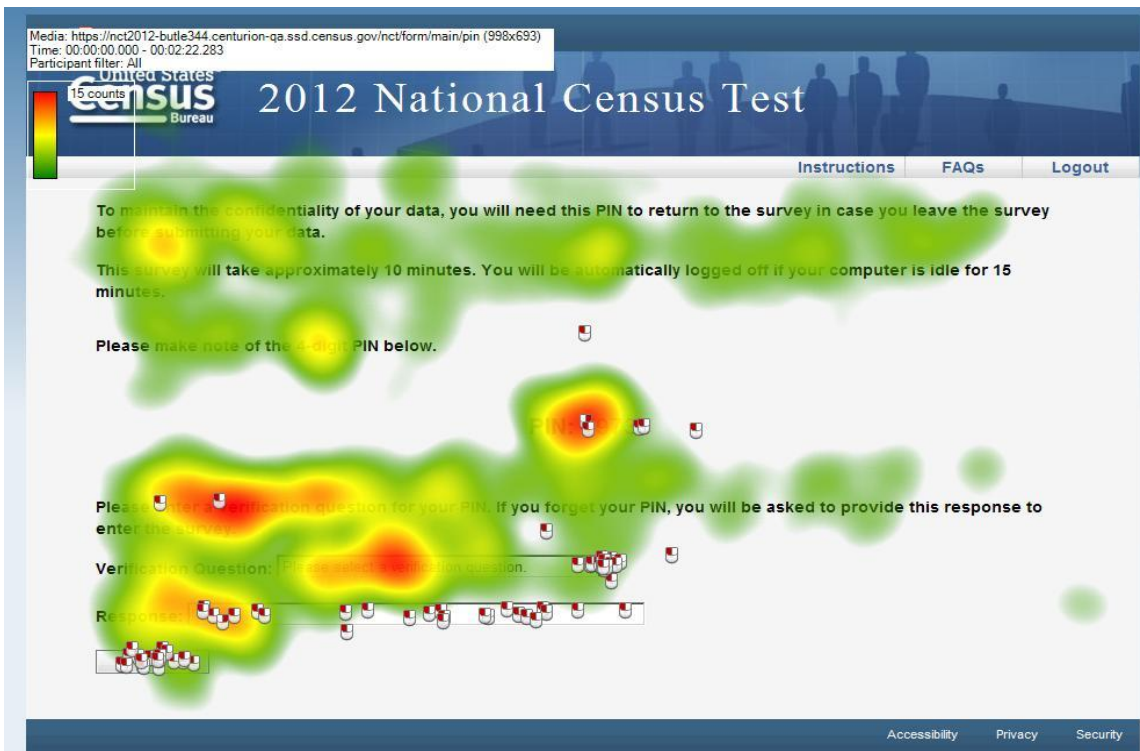 Media: https://nct2012-butle344.centurion-qa.ssd.census.gov/nct/form/main/pin (998x693)
Time: 00:00:00.000 - 00:02:22.283
Participant filter: All
United States
15 counts
Census
Bureau
2012 National Census Test
Instructions FAQs Logout
To maintain the confidentiality of your data, you will need this PIN to return to the survey in case you leave the survey
before submitting your data.
This survey will take approximately 10 minutes. You will be automatically logged off if your computer is idle for 15
minutes.
Please make note of the 4-digit PIN below.
PIN:
Please enter a verification question for your PIN. If you forget your PIN, you will be asked to provide this response to
enter the survey.
Verification Question: Please select a verification question.
Response:
Accessibility Privacy Security